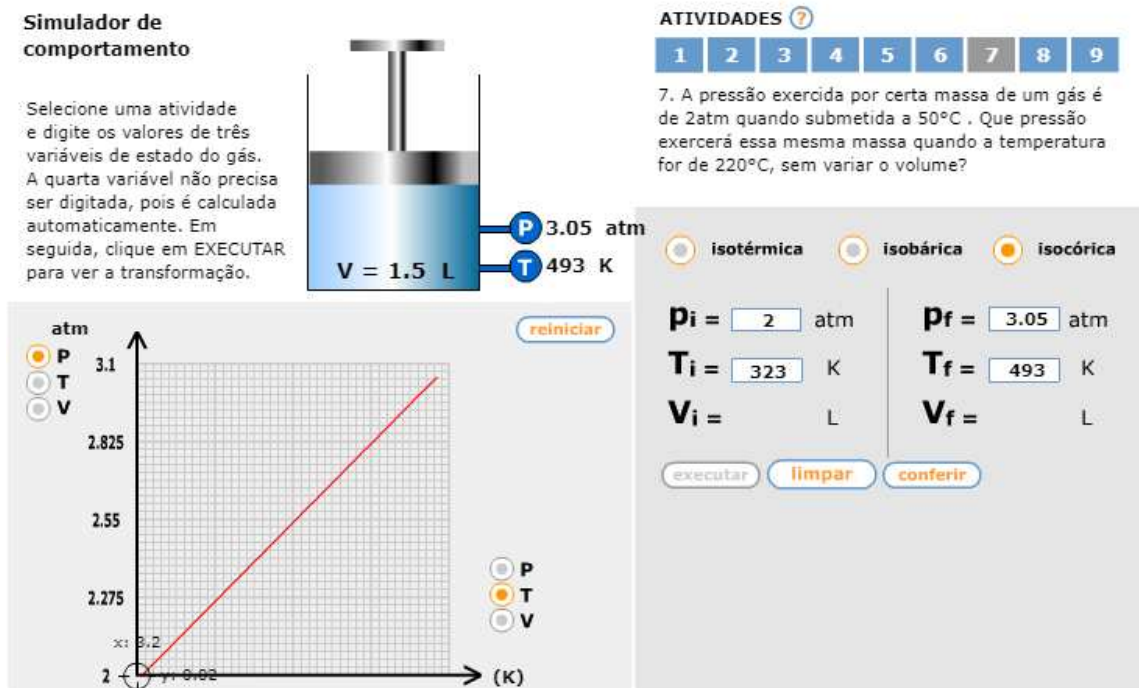 Simulador de
comportamento
Selecione uma atividade
e digite os valores de três
variáveis de estado do gás.
A quarta variável não precisa
ser digitada, pois é calculada
automaticamente. Em
seguida, clique em EXECUTAR
para ver a transformação.
P 3.05 atm
T 493 K
V = 1.5 L
ATIVIDADES ?
1 2 3 4 5 6 7 8 9
7. A pressão exercida por certa massa de um gás é
de 2atm quando submetida a 50°C . Que pressão
exercerá essa mesma massa quando a temperatura
for de 220°C, sem variar o volume?
isotérmica isobárica isocórica
pi = 2 atm pf = 3.05 atm
Ti = 323 K Tf = 493 K
Vi = L Vf = L
executar limpar conferir
atm
reiniciar
P
T
V
3.1
2.825
2.55
2.275
2
x: 3.2
y: 0.02
P
T
V
(K)